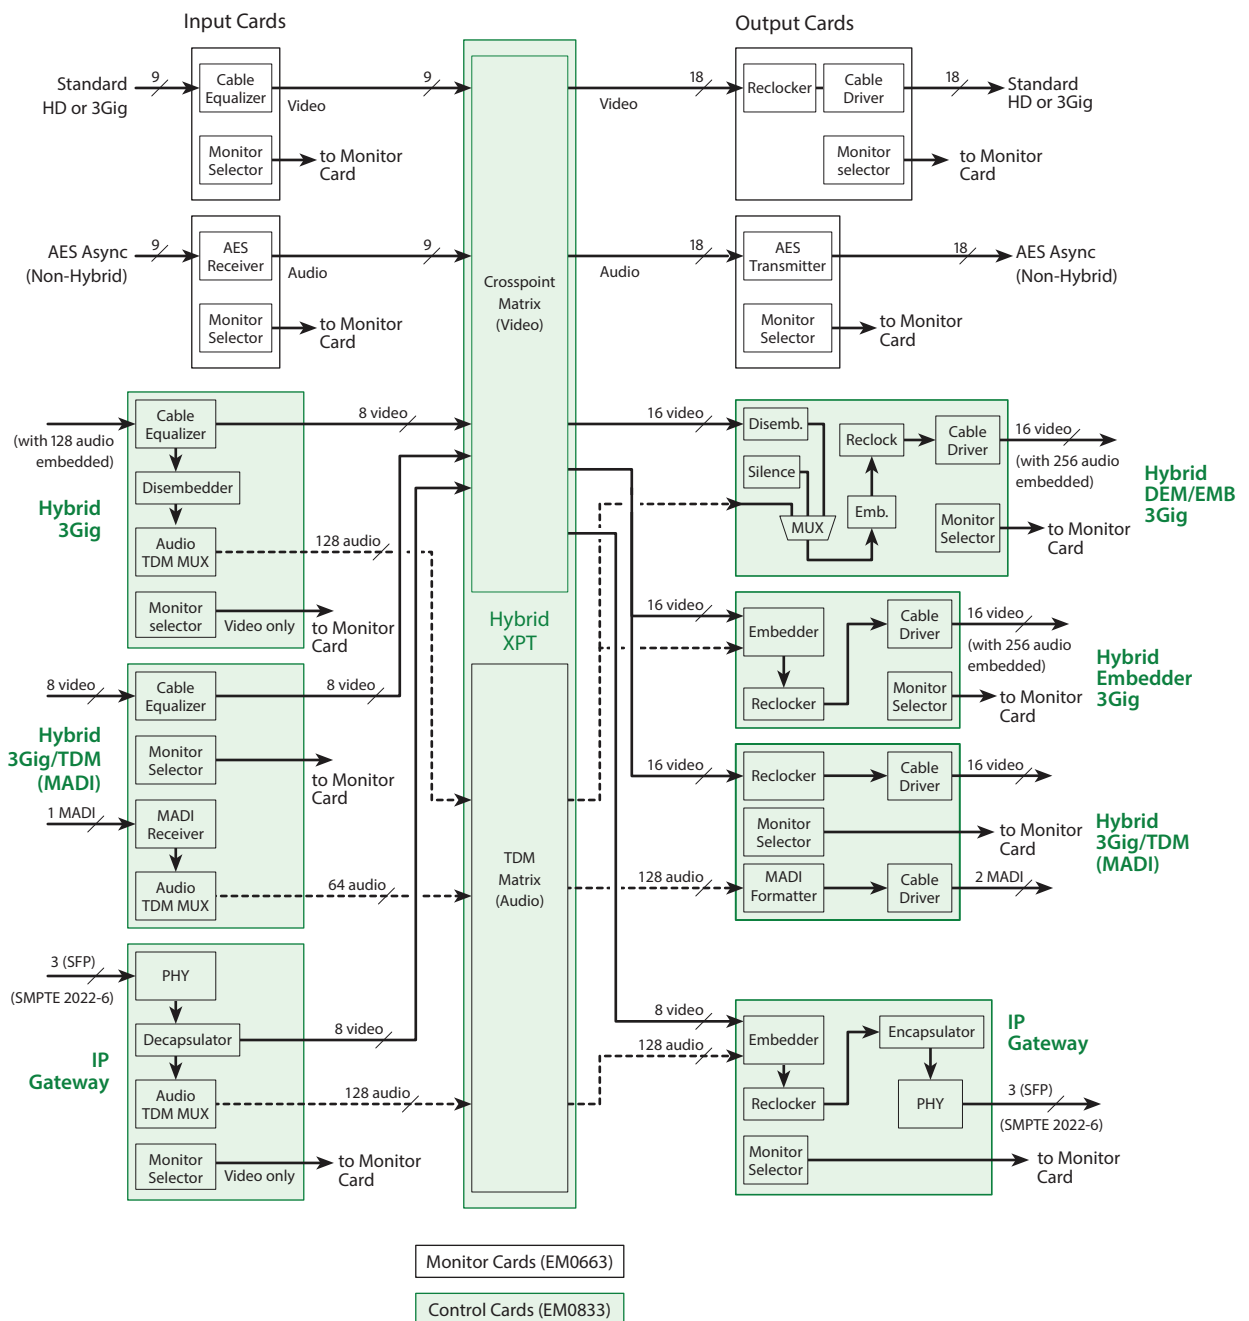 Input Cards
Output Cards
Standard
HD or 3Gig
9
Cable
Equalizer
Video
9
Monitor
Selector
to Monitor
Card
18
Video
Reclocker
Cable
Driver
18
Standard
HD or 3Gig
Monitor
selector
to Monitor
Card
AES Async
(Non-Hybrid)
9
AES
Receiver
Audio
9
Monitor
Selector
to Monitor
Card
Crosspoint
Matrix
(Video)
18
Audio
AES
Transmitter
18
AES Async
(Non-Hybrid)
Monitor
Selector
to Monitor
Card
(with 128 audio
embedded)
Hybrid
3Gig
Cable
Equalizer
8 video
Disembedder
Audio
TDM MUX
128 audio
Monitor
selector
Video only
to Monitor
Card
16 video
Disemb.
Silence
MUX
Emb.
Reclock
Cable
Driver
16 video
(with 256 audio
embedded)
Monitor
Selector
to Monitor
Card
Hybrid
DEM/EMB
3Gig
Hybrid
XPT
16 video
Embedder
Reclocker
Cable
Driver
16 video
(with 256 audio
embedded)
Monitor
Selector
to Monitor
Card
Hybrid
Embedder
3Gig
8 video
Cable
Equalizer
8 video
Hybrid
3Gig/TDM
(MADI)
Monitor
Selector
to Monitor
Card
1 MADI
MADI
Receiver
Audio
TDM MUX
64 audio
TDM
Matrix
(Audio)
16 video
Reclocker
Cable
Driver
16 video
Monitor
Selector
to Monitor
Card
Hybrid
3Gig/TDM
(MADI)
128 audio
MADI
Formatter
Cable
Driver
2 MADI
3 (SFP)
(SMPTE 2022-6)
PHY
Decapsulator
8 video
IP
Gateway
Audio
TDM MUX
128 audio
Monitor
Selector
Video only
to Monitor
Card
8 video
128 audio
Embedder
Reclocker
Encapsulator
PHY
IP
Gateway
3 (SFP)
(SMPTE 2022-6)
Monitor
Selector
to Monitor
Card
Monitor Cards (EM0663)
Control Cards (EM0833)